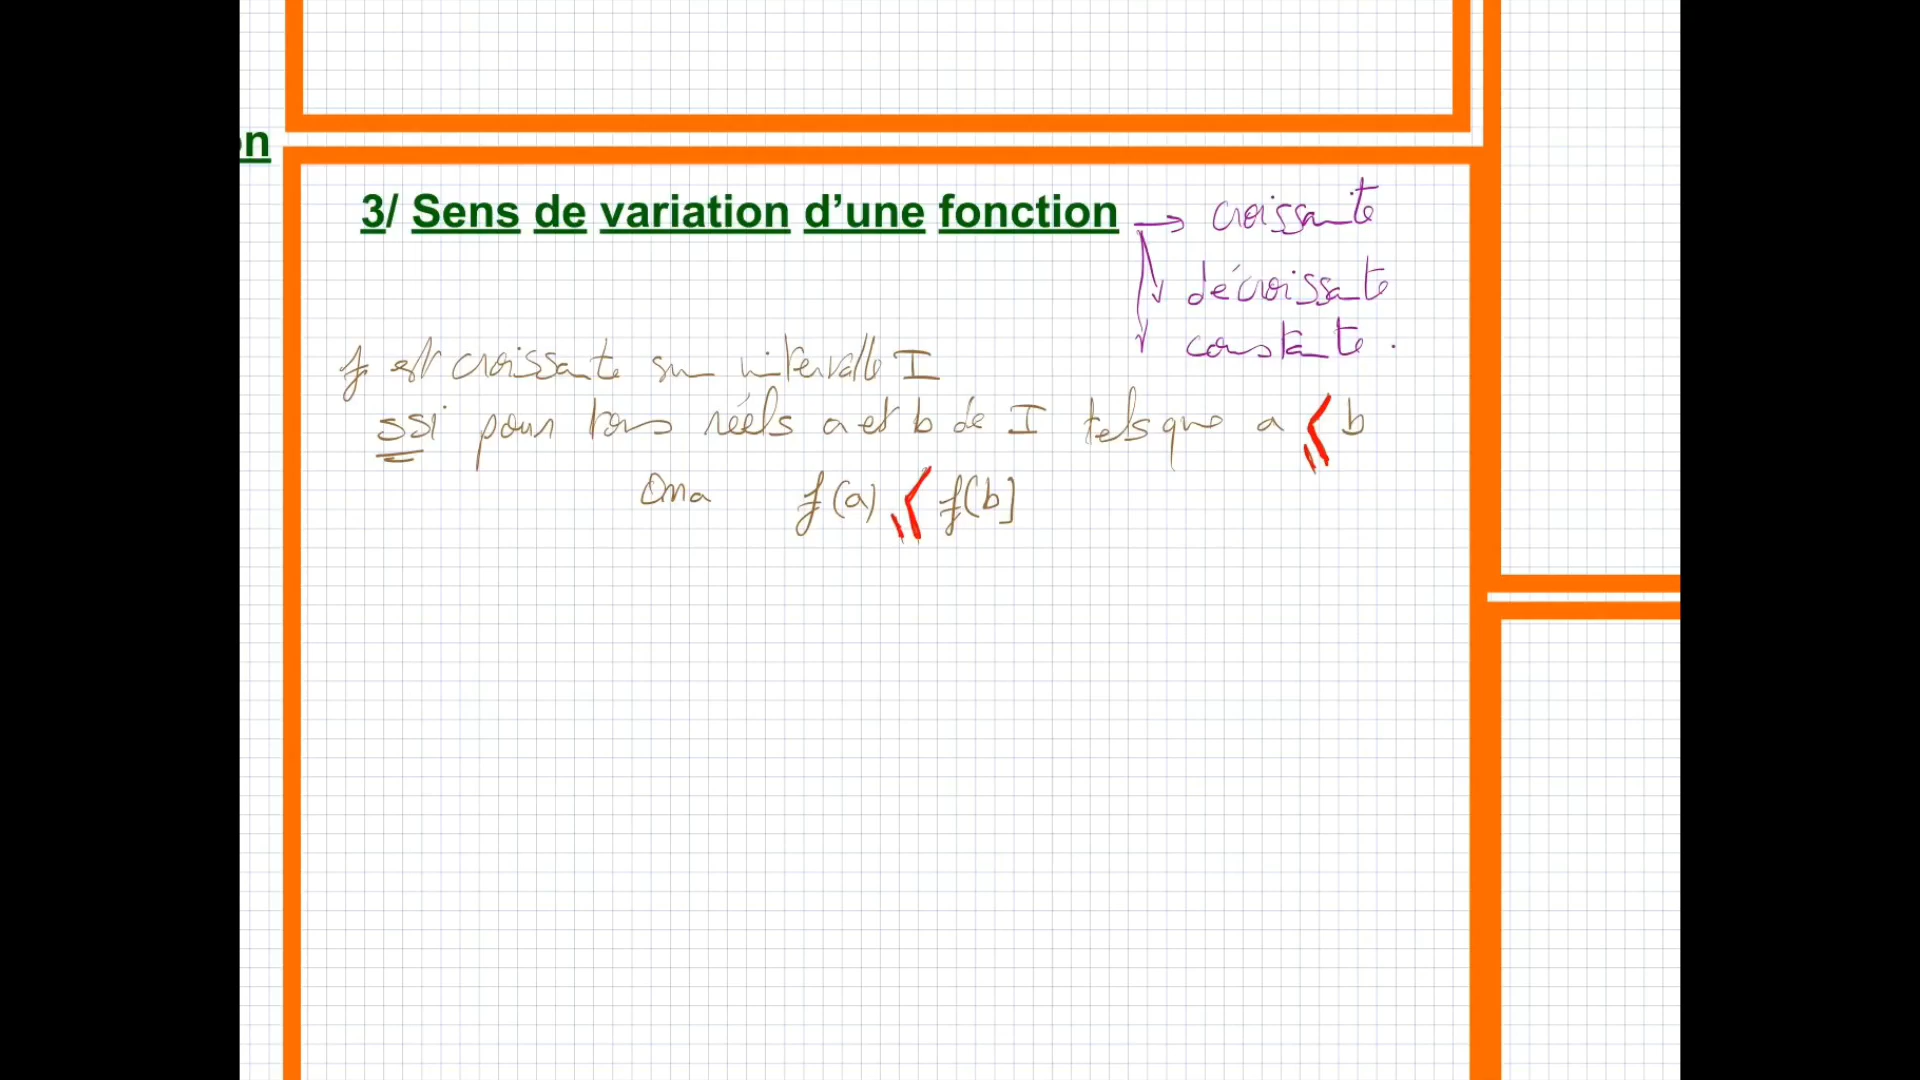 on
3/ Sens de variation d’une fonction → croissante
décroissante
constante.
f est croissante sur intervalle I
ssi pour tous réels a et b de I tels que a ⩽ b
On a f(a) ⩽ f(b)